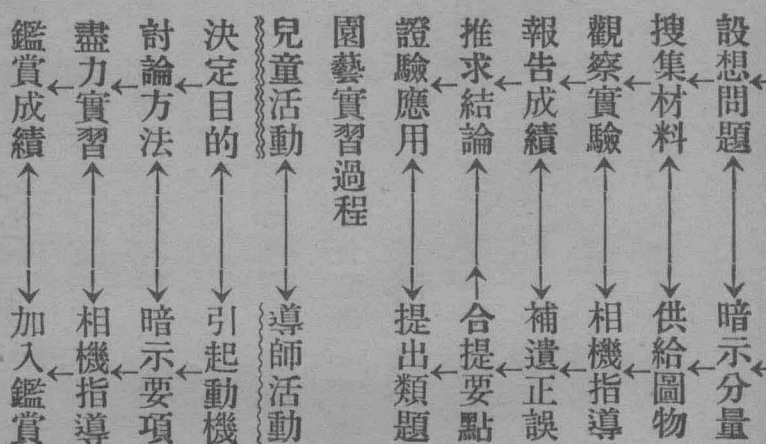 設想問題 暗示分量
搜集材料 供給圖物
觀察實驗 相機指導
報告成績 補遺正誤
推求結論 合提要點
證驗應用 提出類題
園藝實習過程
兒童活動 導師活動
決定目的 引起動機
討論方法 暗示要項
盡力實習 相機指導
鑑賞成績 加入鑑賞